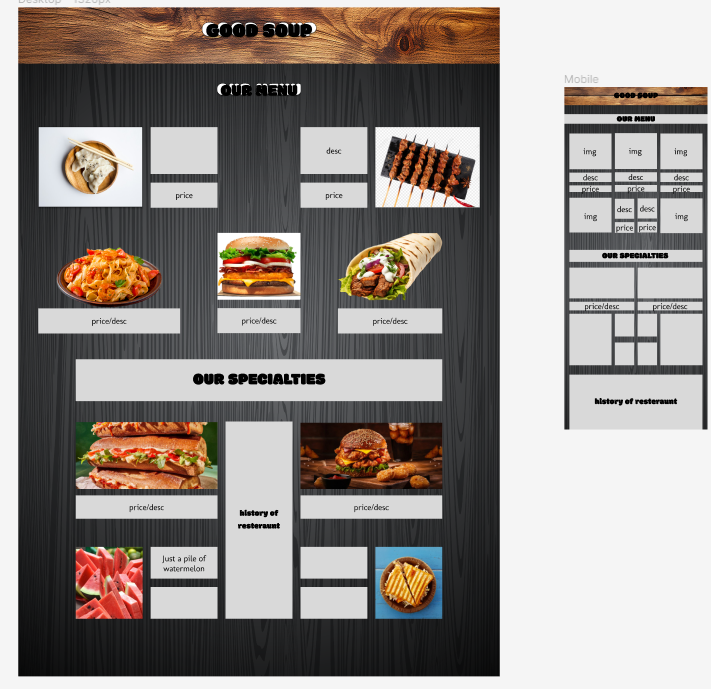 GOOD SOUP
OUR MENU
desc
price
price
price/desc
price/desc
price/desc
OUR SPECIALTIES
price/desc
history of
resteraunt
price/desc
Just a pile of
watermelon
Mobile
GOOD SOUP
OUR MENU
img
img
img
desc
desc
desc
price
price
price
img
desc
desc
img
price
price
OUR SPECIALTIES
price/desc
price/desc
history of resteraunt